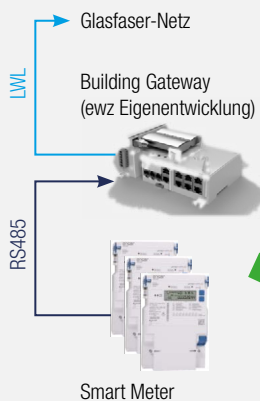 Glasfaser-Netz
LWL
Building Gateway
(ewz Eigenentwicklung)
RS485
Smart Meter